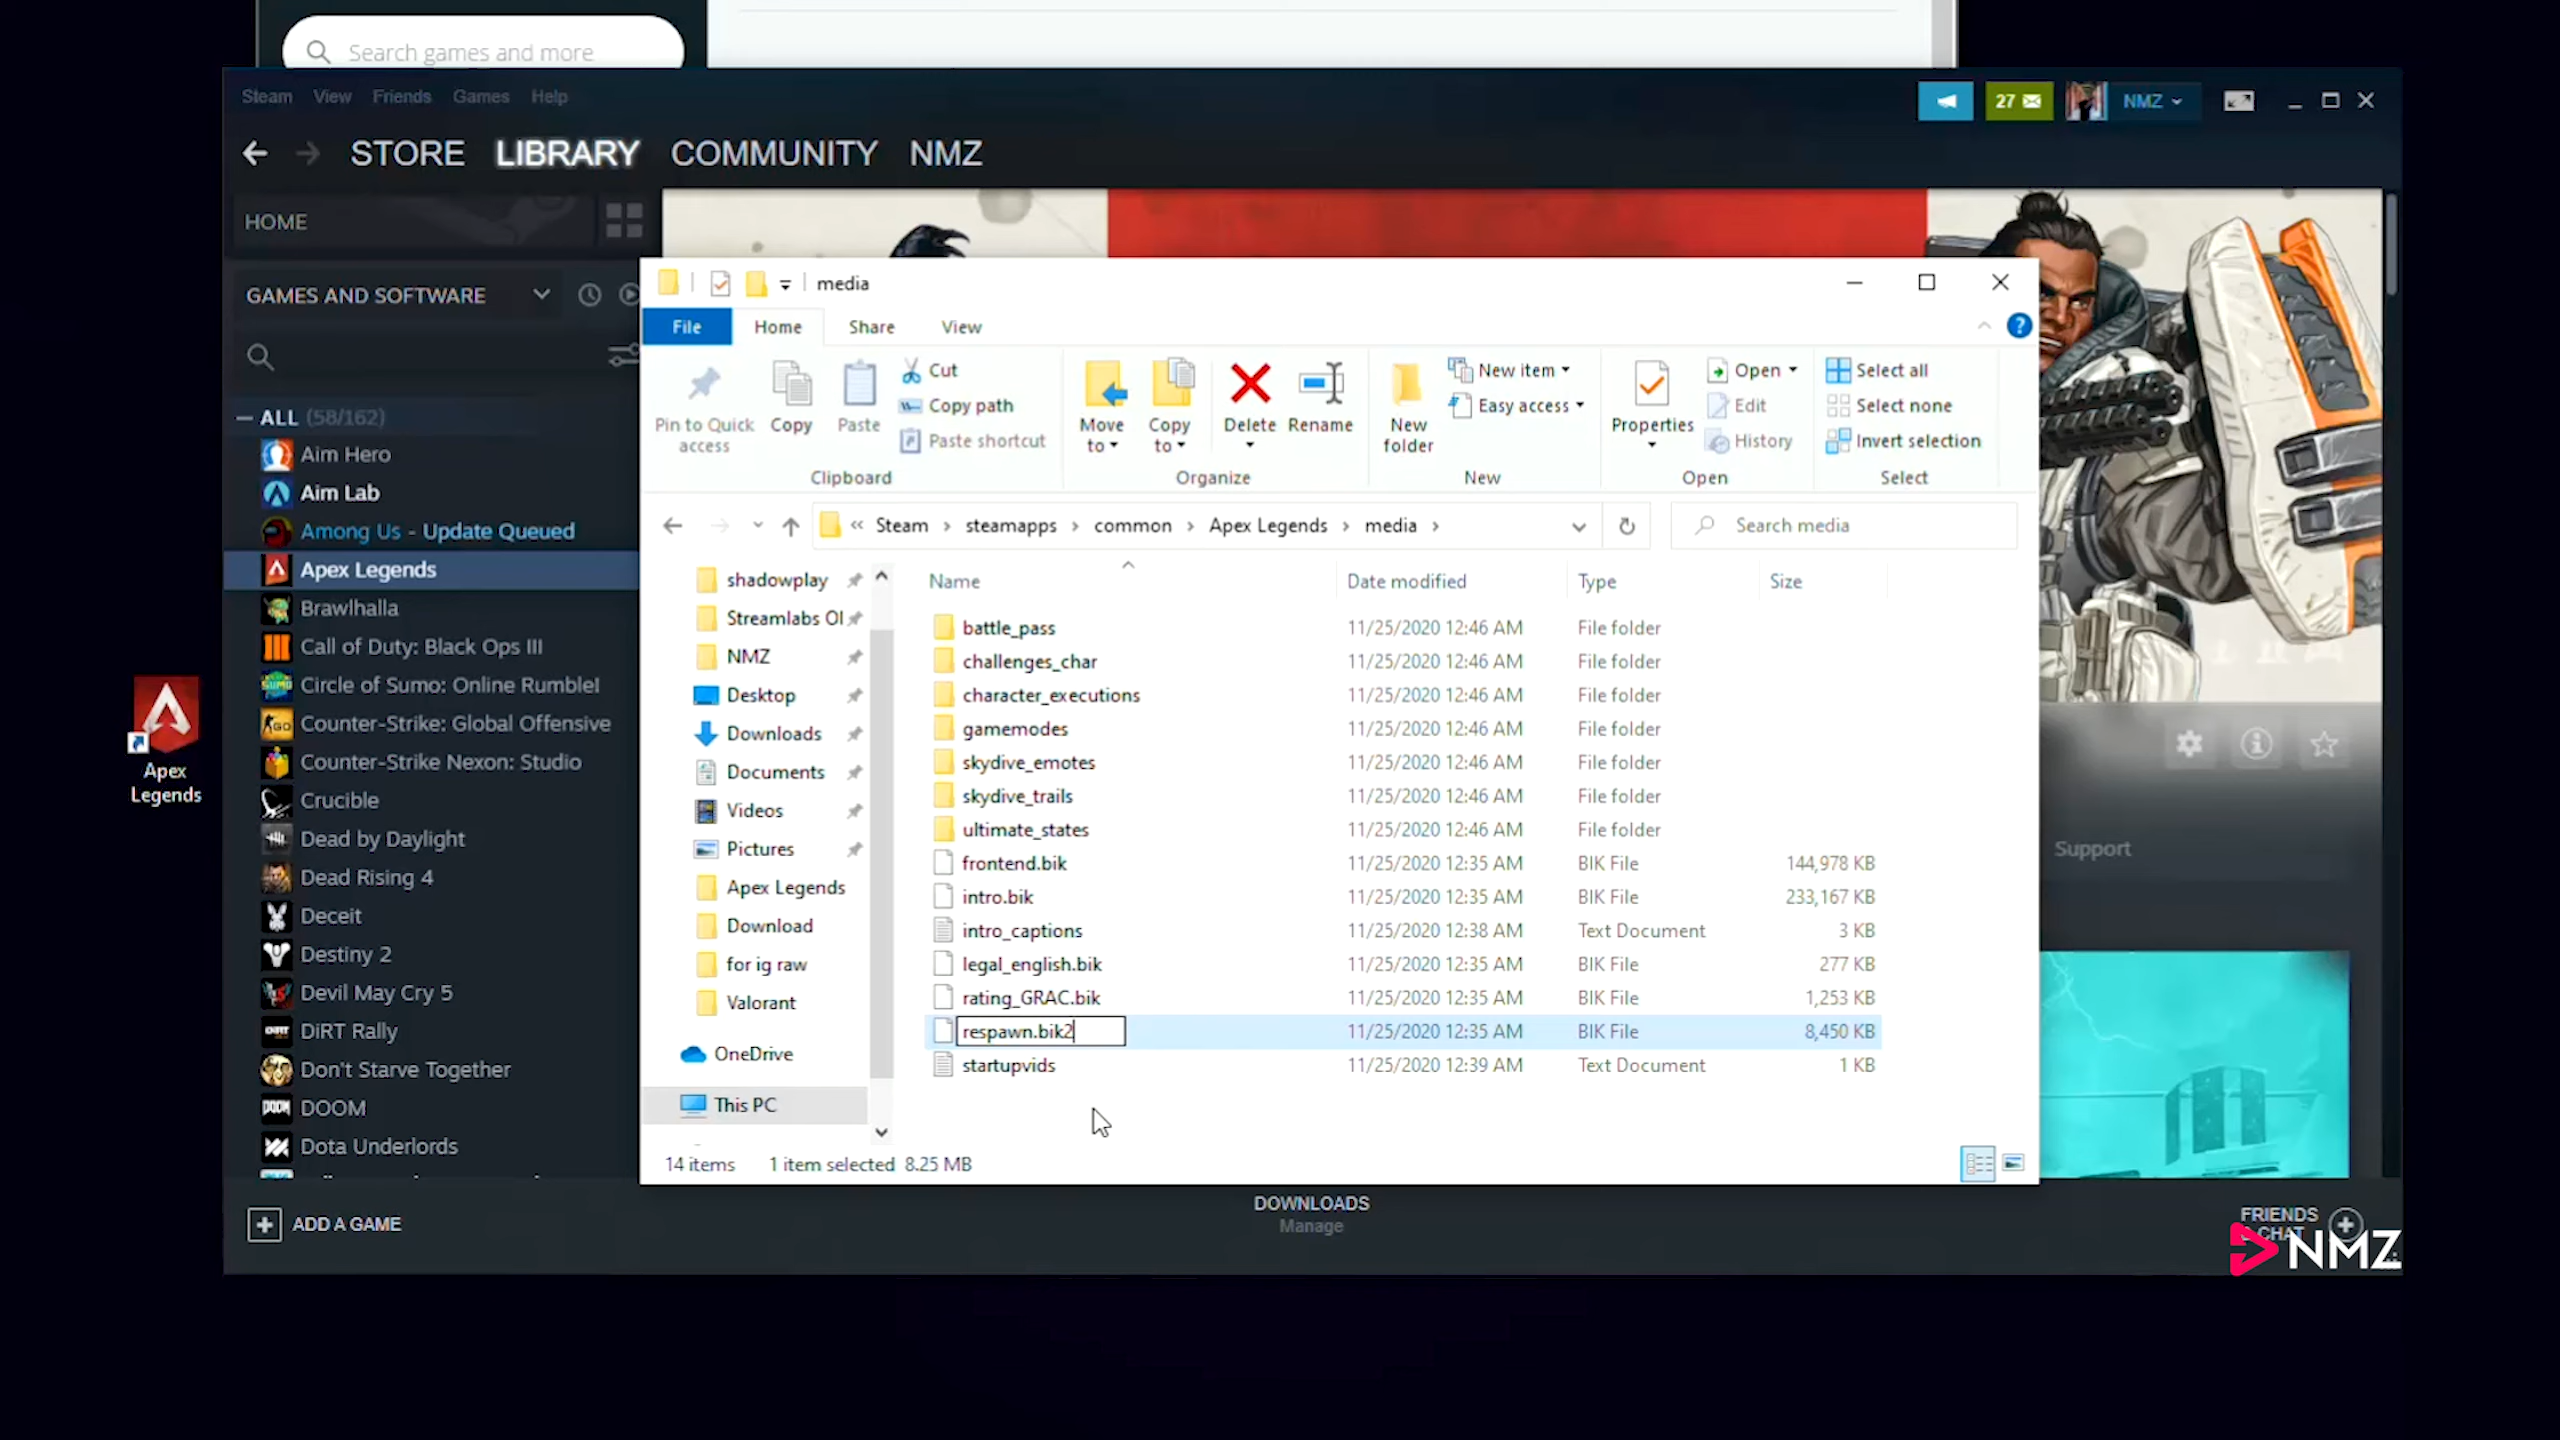 Search games and more
Steam View Friends Games Help
27
NMZ
STORE LIBRARY COMMUNITY NMZ
HOME
GAMES AND SOFTWARE
ALL (58/162)
Aim Hero
Aim Lab
Among Us - Update Queued
Apex Legends
Brawlhalla
Call of Duty: Black Ops III
Circle of Sumo: Online Rumble!
Counter-Strike: Global Offensive
Counter-Strike Nexon: Studio
Crucible
Dead by Daylight
Dead Rising 4
Deceit
Destiny 2
Devil May Cry 5
DiRT Rally
Don't Starve Together
DOOM
Dota Underlords
ADD A GAME
Apex
Legends
media
File Home Share View
Pin to Quick
access
Copy
Paste
Cut
Copy path
Paste shortcut
Clipboard
Move
to
Copy
to
Delete
Rename
Organize
New
folder
New item
Easy access
New
Properties
Open
Edit
History
Open
Select all
Select none
Invert selection
Select
« Steam › steamapps › common › Apex Legends › media ›
Search media
shadowplay
Streamlabs Ol
NMZ
Desktop
Downloads
Documents
Videos
Pictures
Apex Legends
Download
for ig raw
Valorant
OneDrive
This PC
Name Date modified Type Size
battle_pass 11/25/2020 12:46 AM File folder
challenges_char 11/25/2020 12:46 AM File folder
character_executions 11/25/2020 12:46 AM File folder
gamemodes 11/25/2020 12:46 AM File folder
skydive_emotes 11/25/2020 12:46 AM File folder
skydive_trails 11/25/2020 12:46 AM File folder
ultimate_states 11/25/2020 12:46 AM File folder
frontend.bik 11/25/2020 12:35 AM BIK File 144,978 KB
intro.bik 11/25/2020 12:35 AM BIK File 233,167 KB
intro_captions 11/25/2020 12:38 AM Text Document 3 KB
legal_english.bik 11/25/2020 12:35 AM BIK File 277 KB
rating_GRAC.bik 11/25/2020 12:35 AM BIK File 1,253 KB
respawn.bik2 11/25/2020 12:35 AM BIK File 8,450 KB
startupvids 11/25/2020 12:39 AM Text Document 1 KB
14 items 1 item selected 8.25 MB
Support
DOWNLOADS
Manage
FRIENDS
& CHAT
NMZ